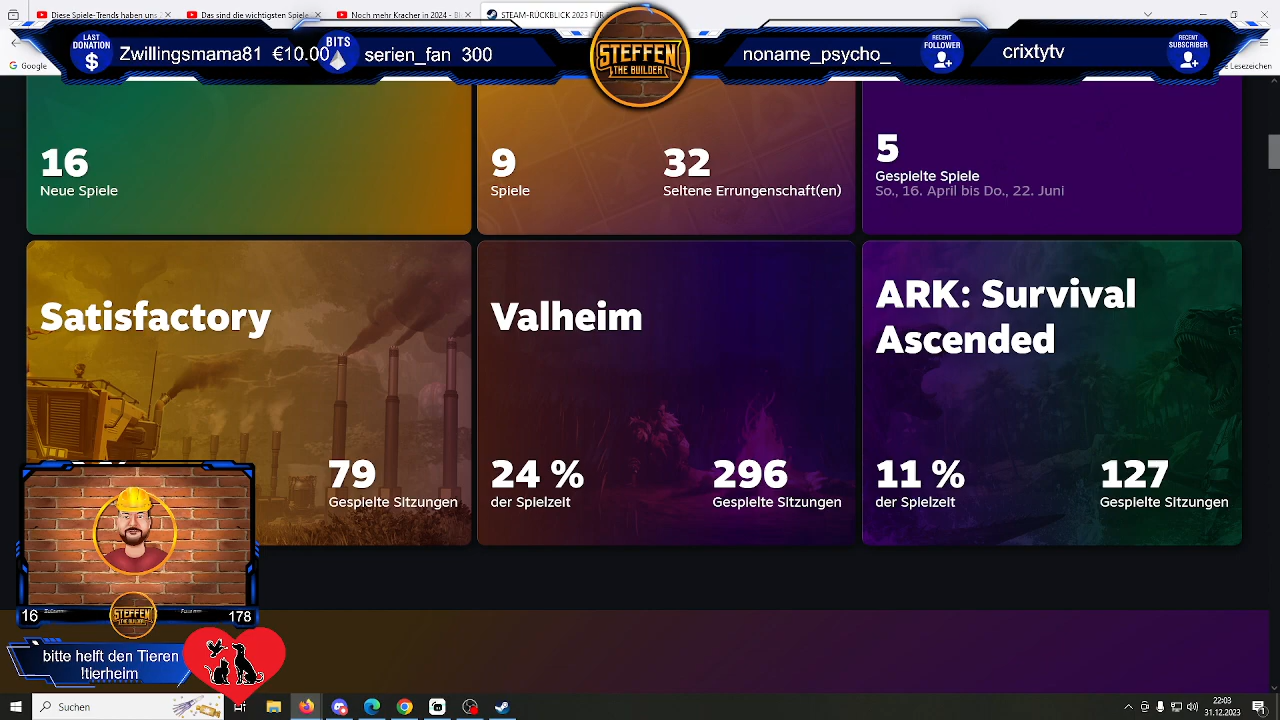 Diese Spiele-Trends haben uns
Das sind die wichtigsten Spiele
Noch mehr Kracher in 2024 -
STEAM-RÜCKBLICK 2023 FÜR
Google
Lesezeichen
LAST
DONATION
$
Zwillingsmama81 €10.00
BITS
serien_fan 300
STEFFEN
THE BUILDER
noname_psycho_
RECENT
FOLLOWER
crixtytv
RECENT
SUBSCRIBER
16
Neue Spiele
9
Spiele
32
Seltene Errungenschaft(en)
5
Gespielte Spiele
So., 16. April bis Do., 22. Juni
Satisfactory
79
Gespielte Sitzungen
Valheim
24 %
der Spielzeit
296
Gespielte Sitzungen
ARK: Survival
Ascended
11 %
der Spielzeit
127
Gespielte Sitzungen
16
STEFFEN
THE BUILDER
178
bitte helft den Tieren
!tierheim
Suchen
22:03
31.12.2023